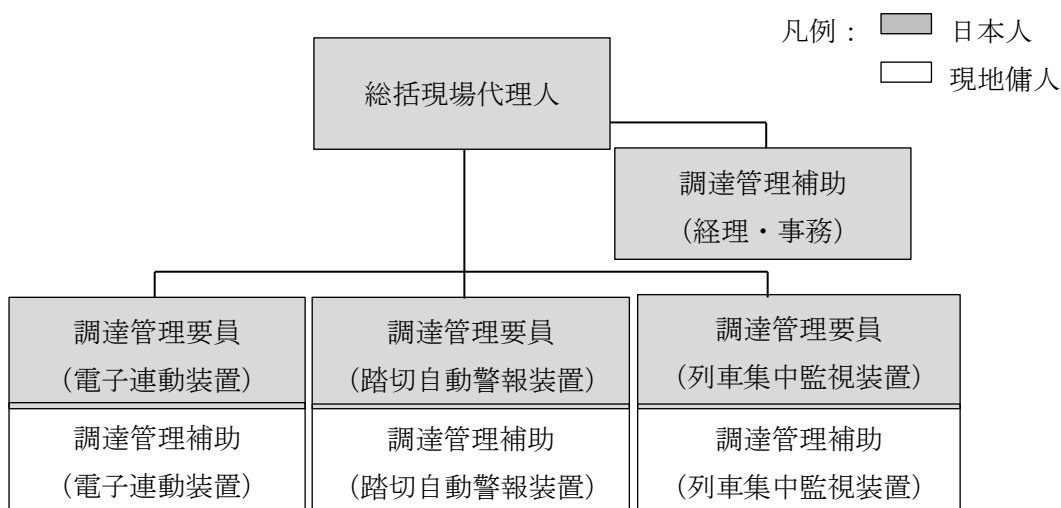 凡例： 日本人
現地傭人
総括現場代理人
調達管理補助
（経理・事務）
調達管理要員
（電子連動装置）
調達管理要員
（踏切自動警報装置）
調達管理要員
（列車集中監視装置）
調達管理補助
（電子連動装置）
調達管理補助
（踏切自動警報装置）
調達管理補助
（列車集中監視装置）